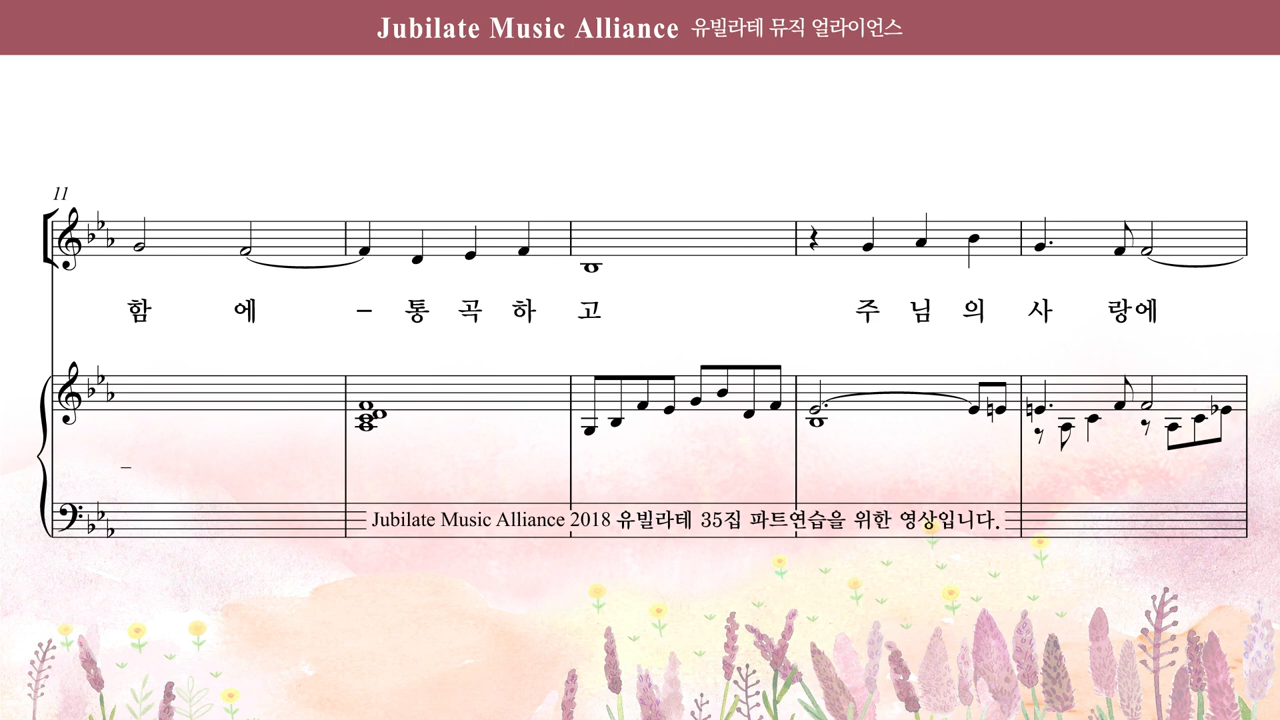 Jubilate Music Alliance 유빌라테 뮤직 얼라이언스
11
함 에 – 통 곡 하 고 주 님 의 사 랑에
Jubilate Music Alliance 2018 유빌라테 35집 파트연습을 위한 영상입니다.